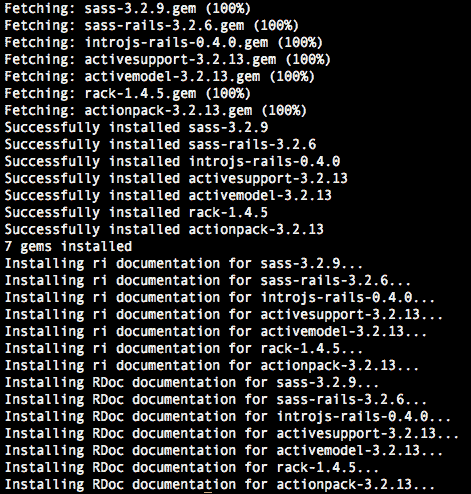 Fetching: sass-3.2.9.gem (100%)
Fetching: sass-rails-3.2.6.gem (100%)
Fetching: introjs-rails-0.4.0.gem (100%)
Fetching: activesupport-3.2.13.gem (100%)
Fetching: activemodel-3.2.13.gem (100%)
Fetching: rack-1.4.5.gem (100%)
Fetching: actionpack-3.2.13.gem (100%)
Successfully installed sass-3.2.9
Successfully installed sass-rails-3.2.6
Successfully installed introjs-rails-0.4.0
Successfully installed activesupport-3.2.13
Successfully installed activemodel-3.2.13
Successfully installed rack-1.4.5
Successfully installed actionpack-3.2.13
7 gems installed
Installing ri documentation for sass-3.2.9...
Installing ri documentation for sass-rails-3.2.6...
Installing ri documentation for introjs-rails-0.4.0...
Installing ri documentation for activesupport-3.2.13...
Installing ri documentation for activemodel-3.2.13...
Installing ri documentation for rack-1.4.5...
Installing ri documentation for actionpack-3.2.13...
Installing RDoc documentation for sass-3.2.9...
Installing RDoc documentation for sass-rails-3.2.6...
Installing RDoc documentation for introjs-rails-0.4.0...
Installing RDoc documentation for activesupport-3.2.13...
Installing RDoc documentation for activemodel-3.2.13...
Installing RDoc documentation for rack-1.4.5...
Installing RDoc documentation for actionpack-3.2.13...